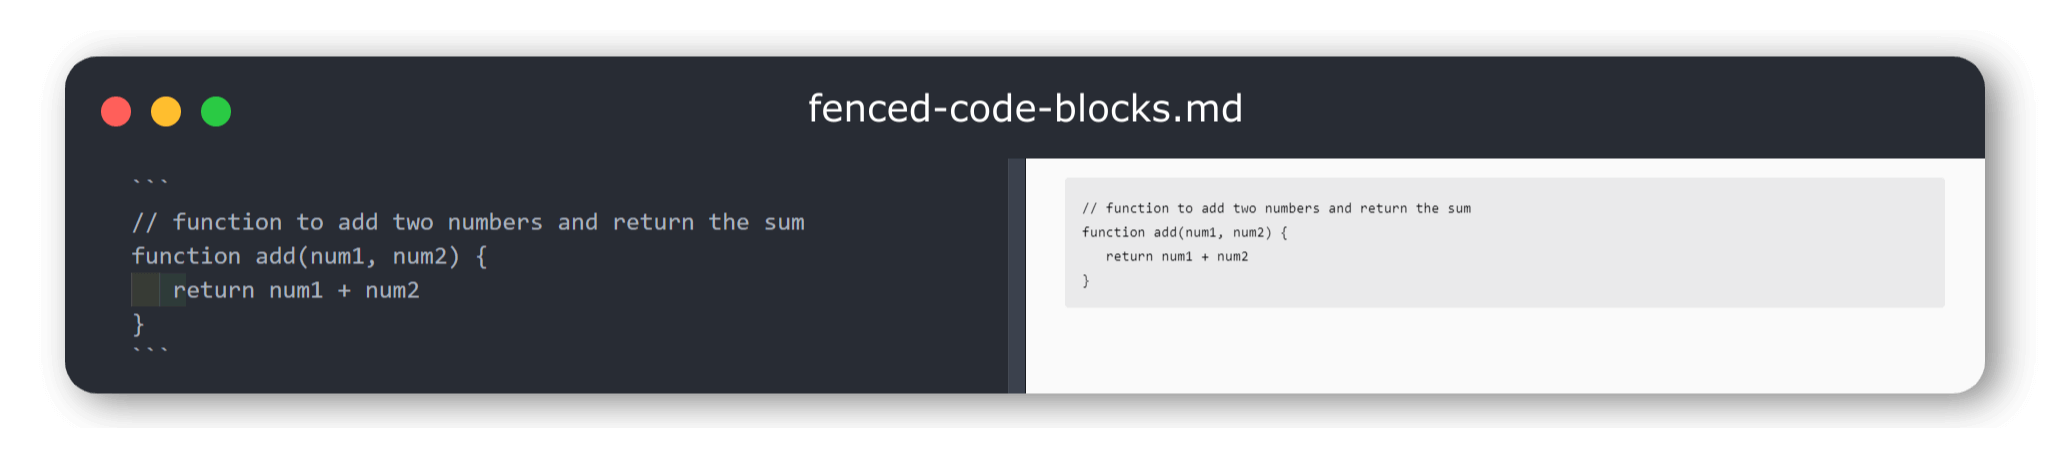 fenced-code-blocks.md
```
// function to add two numbers and return the sum
function add(num1, num2) {
   return num1 + num2
}
```
// function to add two numbers and return the sum
function add(num1, num2) {
   return num1 + num2
}